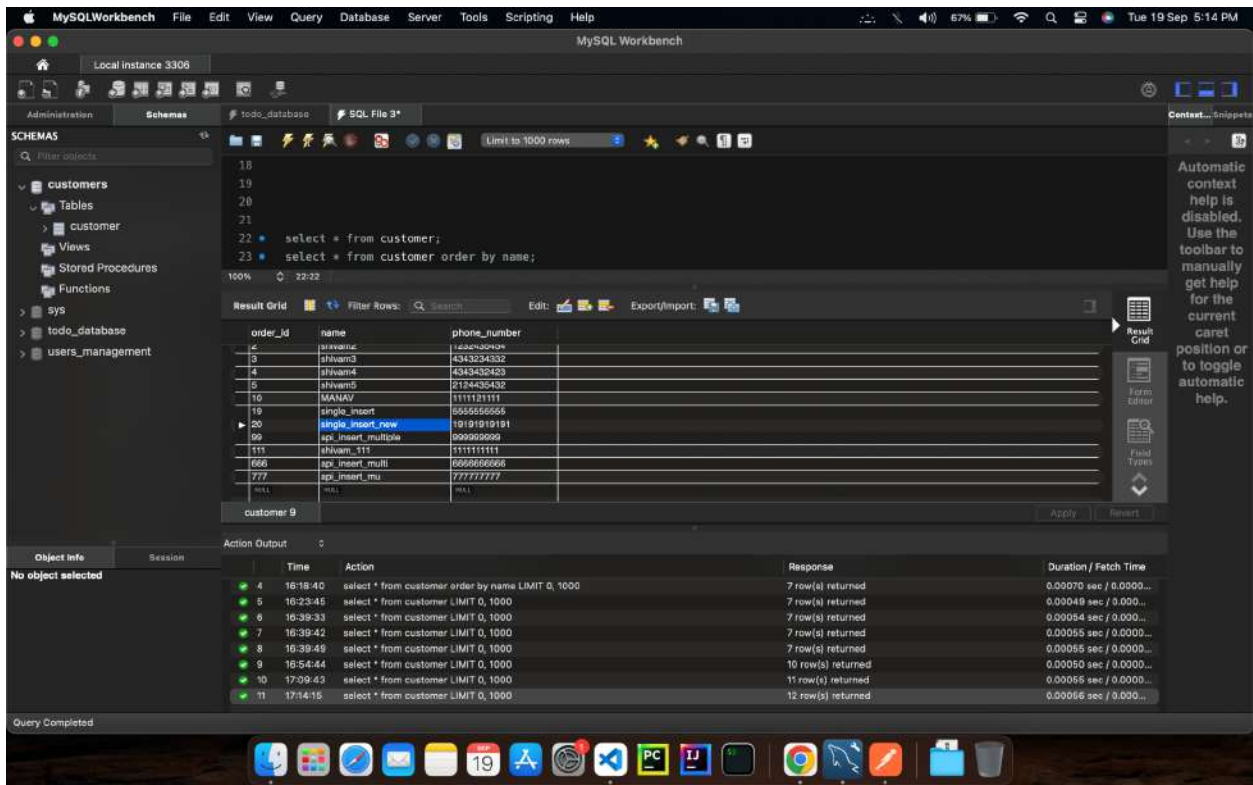 MySQLWorkbench File Edit View Query Database Server Tools Scripting Help 67% Tue 19 Sep 5:14 PM
MySQL Workbench
Local instance 3306
Administration Schemas todo_database SQL File 3* Context... Snippets
SCHEMAS
Filter objects
Limit to 1000 rows
customers
Tables
customer
Views
Stored Procedures
Functions
sys
todo_database
users_management
18
19
20
21
22 select * from customer;
23 select * from customer order by name;
100% 22:22
Automatic
context
help is
disabled.
Use the
toolbar to
manually
get help
for the
current
caret
position or
to toggle
automatic
help.
Result Grid Filter Rows: Search Edit: Export/Import:
order_id name phone_number
2 shivam2
3 shivam3 4343234332
4 shivam4 4343432423
5 shivam5 2124435432
10 MANAV 1111121111
19 single_insert 5555555555
20 single_insert_new 19191919191
99 api_insert_multiple 999999999
111 shivam_111 1111111111
666 api_insert_multi 6666666666
777 api_insert_mu 777777777
NULL NULL NULL
Result
Grid
Form
Editor
Field
Types
customer 9 Apply Revert
Action Output
Object Info Session
No object selected
Time Action Response Duration / Fetch Time
4 16:18:40 select * from customer order by name LIMIT 0, 1000 7 row(s) returned 0.00070 sec / 0.0000...
5 16:23:45 select * from customer LIMIT 0, 1000 7 row(s) returned 0.00049 sec / 0.000...
6 16:39:33 select * from customer LIMIT 0, 1000 7 row(s) returned 0.00054 sec / 0.000...
7 16:39:42 select * from customer LIMIT 0, 1000 7 row(s) returned 0.00055 sec / 0.0000...
8 16:39:49 select * from customer LIMIT 0, 1000 7 row(s) returned 0.00055 sec / 0.000...
9 16:54:44 select * from customer LIMIT 0, 1000 10 row(s) returned 0.00050 sec / 0.0000...
10 17:09:43 select * from customer LIMIT 0, 1000 11 row(s) returned 0.00055 sec / 0.0000...
11 17:14:15 select * from customer LIMIT 0, 1000 12 row(s) returned 0.00056 sec / 0.000...
Query Completed
SEP
19
PC
IJ